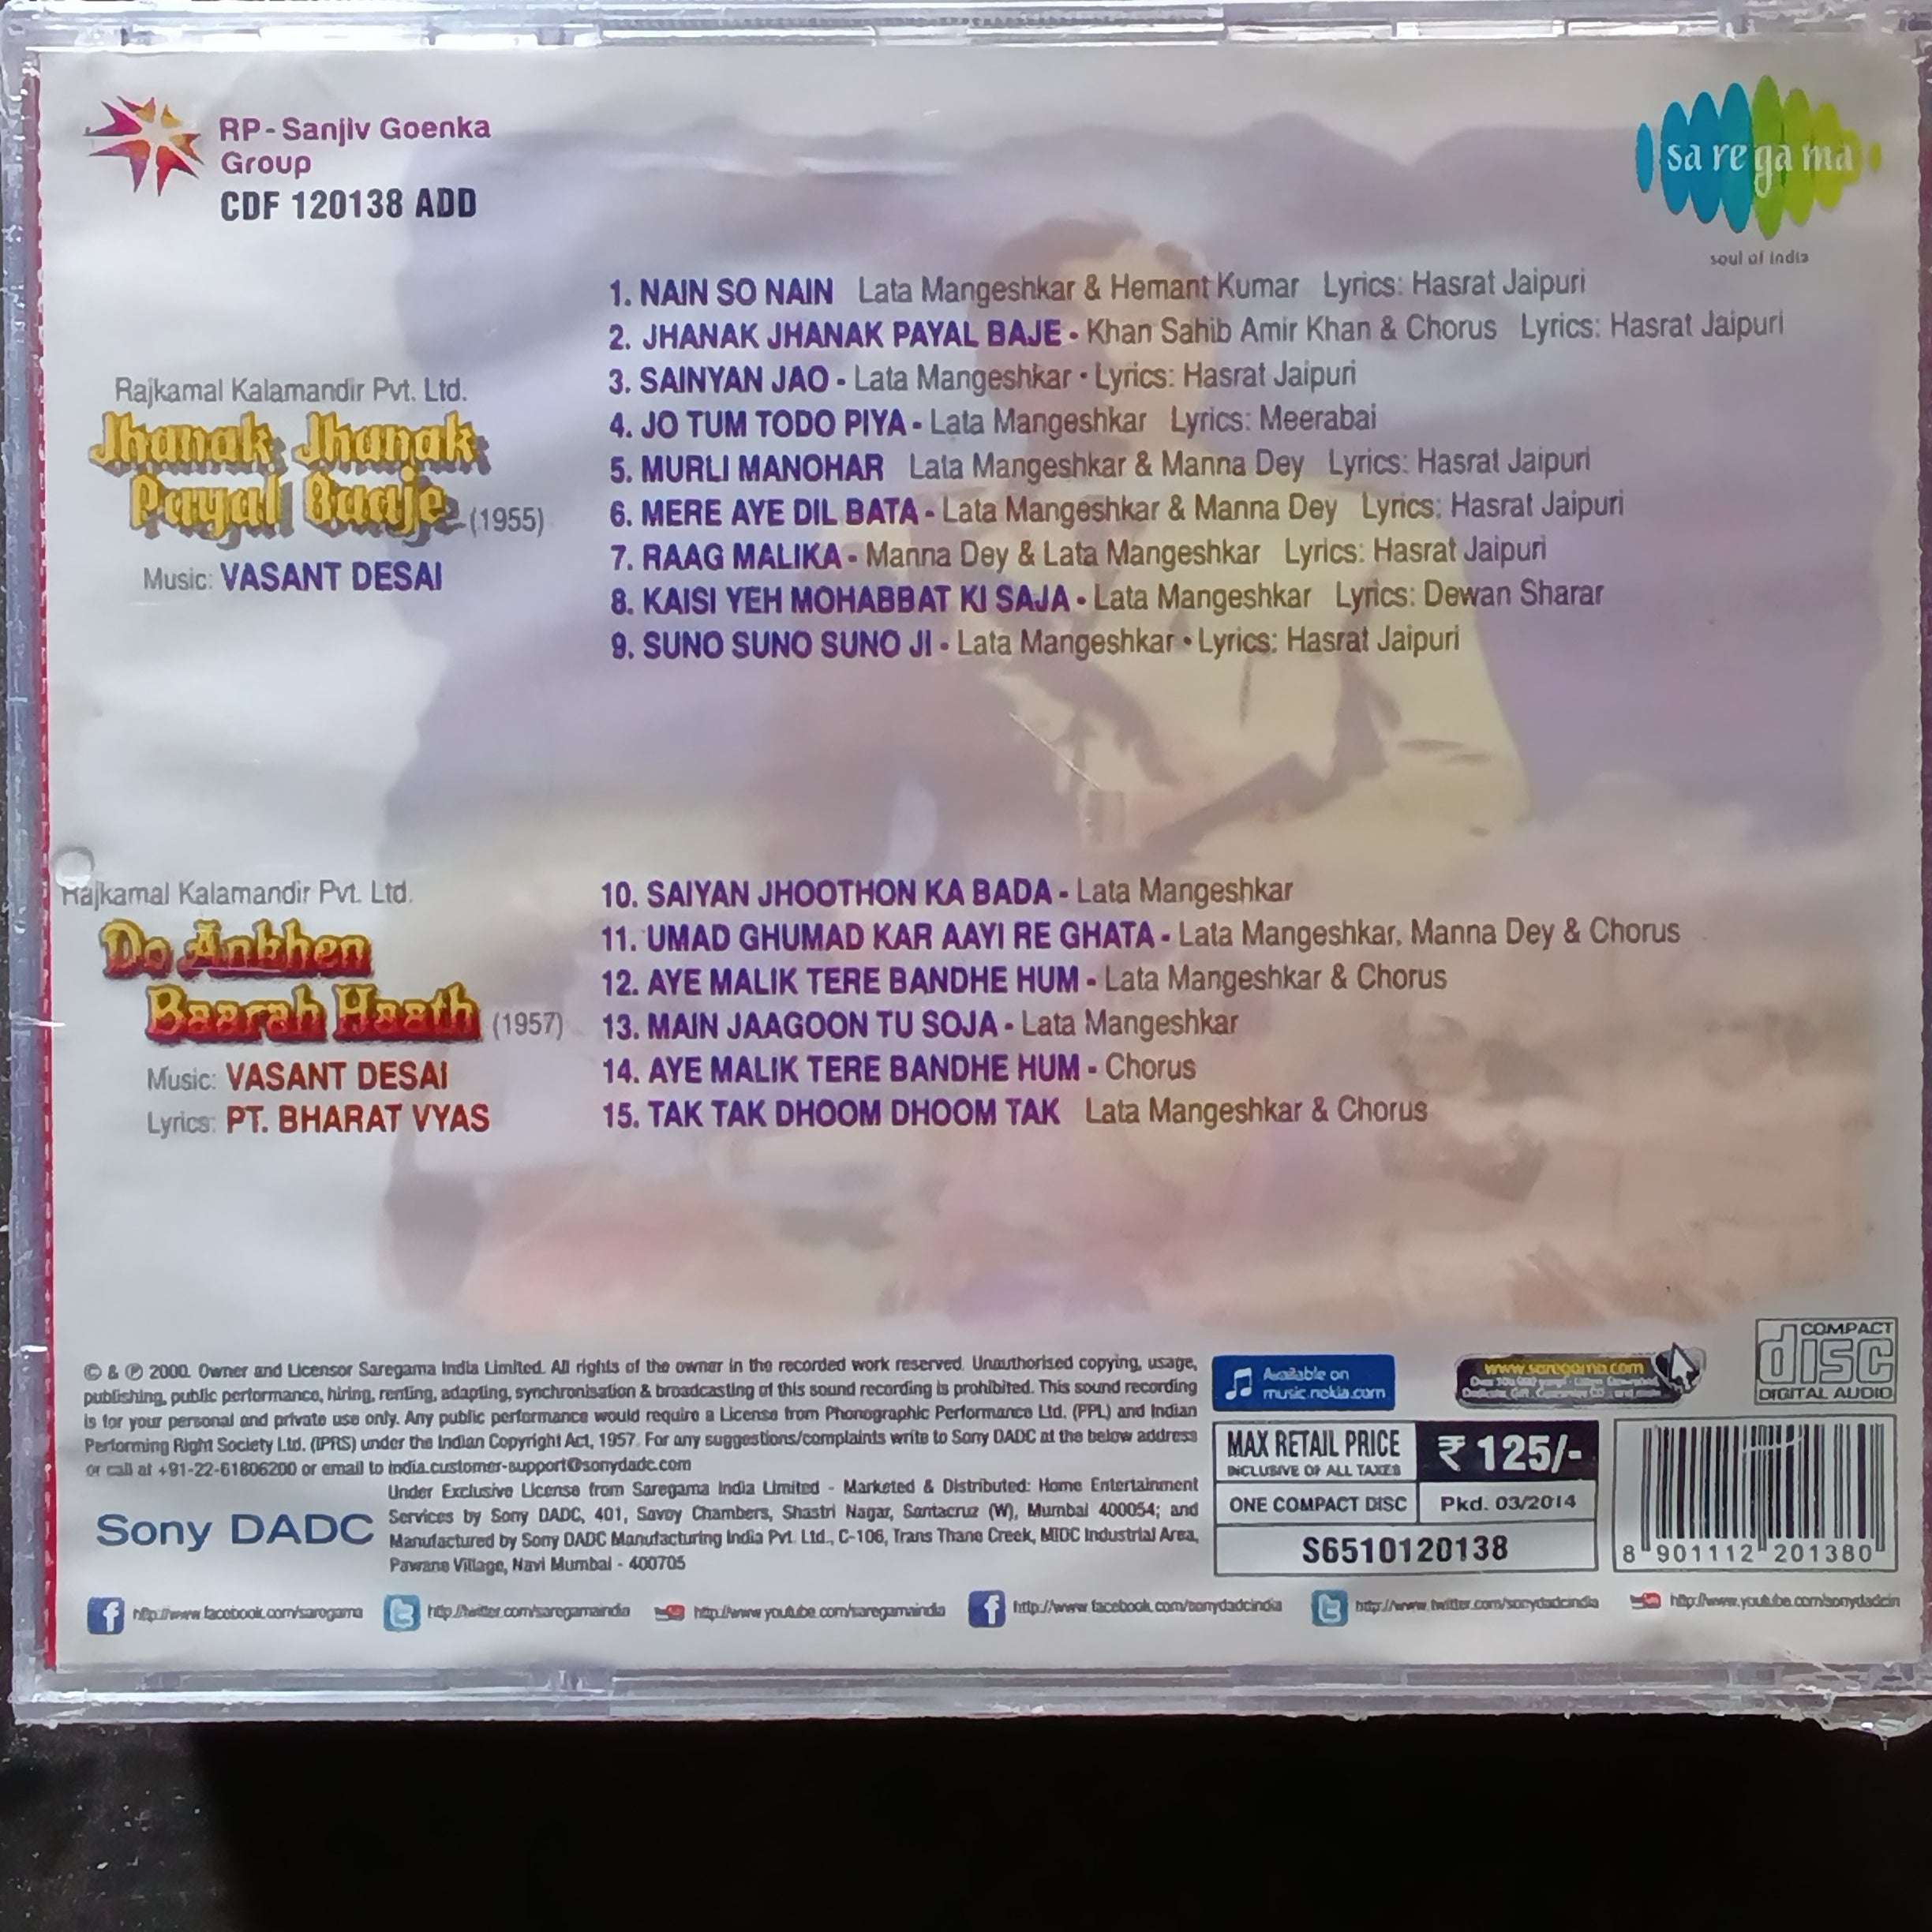 RP-Sanjiv Goenka
Group
CDF 120138 ADD
sa re ga ma
soul of india
Rajkamal Kalamandir Pvt. Ltd.
Jhanak Jhanak
Payal Baaje (1955)
Music: VASANT DESAI
1. NAIN SO NAIN Lata Mangeshkar & Hemant Kumar Lyrics: Hasrat Jaipuri
2. JHANAK JHANAK PAYAL BAJE - Khan Sahib Amir Khan & Chorus Lyrics: Hasrat Jaipuri
3. SAINYAN JAO - Lata Mangeshkar • Lyrics: Hasrat Jaipuri
4. JO TUM TODO PIYA - Lata Mangeshkar Lyrics: Meerabai
5. MURLI MANOHAR Lata Mangeshkar & Manna Dey Lyrics: Hasrat Jaipuri
6. MERE AYE DIL BATA - Lata Mangeshkar & Manna Dey Lyrics: Hasrat Jaipuri
7. RAAG MALIKA - Manna Dey & Lata Mangeshkar Lyrics: Hasrat Jaipuri
8. KAISI YEH MOHABBAT KI SAJA - Lata Mangeshkar Lyrics: Dewan Sharar
9. SUNO SUNO SUNO JI - Lata Mangeshkar • Lyrics: Hasrat Jaipuri
Rajkamal Kalamandir Pvt. Ltd.
Do Ankhen
Baarah Haath (1957)
Music: VASANT DESAI
Lyrics: PT. BHARAT VYAS
10. SAIYAN JHOOTHON KA BADA - Lata Mangeshkar
11. UMAD GHUMAD KAR AAYI RE GHATA - Lata Mangeshkar, Manna Dey & Chorus
12. AYE MALIK TERE BANDHE HUM - Lata Mangeshkar & Chorus
13. MAIN JAAGOON TU SOJA - Lata Mangeshkar
14. AYE MALIK TERE BANDHE HUM - Chorus
15. TAK TAK DHOOM DHOOM TAK Lata Mangeshkar & Chorus
© & ℗ 2000. Owner and Licensor Saregama India Limited. All rights of the owner in the recorded work reserved. Unauthorised copying, usage,
publishing, public performance, hiring, renting, adapting, synchronisation & broadcasting of this sound recording is prohibited. This sound recording
is for your personal and private use only. Any public performance would require a License from Phonographic Performance Ltd. (PPL) and Indian
Performing Right Society Ltd. (IPRS) under the Indian Copyright Act, 1957. For any suggestions/complaints write to Sony DADC at the below address
or call at +91-22-61806200 or email to india.customer-support@sonydadc.com
Sony DADC
Under Exclusive License from Saregama India Limited - Marketed & Distributed: Home Entertainment
Services by Sony DADC, 401, Savoy Chambers, Shastri Nagar, Santacruz (W), Mumbai 400054; and
Manufactured by Sony DADC Manufacturing India Pvt. Ltd., C-106, Trans Thane Creek, MIDC Industrial Area,
Pawane Village, Navi Mumbai - 400705
Available on
music.nokia.com
www.saregama.com
COMPACT
disc
DIGITAL AUDIO
MAX RETAIL PRICE
INCLUSIVE OF ALL TAXES
₹ 125/-
ONE COMPACT DISC
Pkd. 03/2014
S6510120138
8 901112 201380
http://www.facebook.com/saregama
http://twitter.com/saregamaindia
http://www.youtube.com/saregamaindia
http://www.facebook.com/sonydadcindia
http://www.twitter.com/sonydadcindia
http://www.youtube.com/sonydadcin